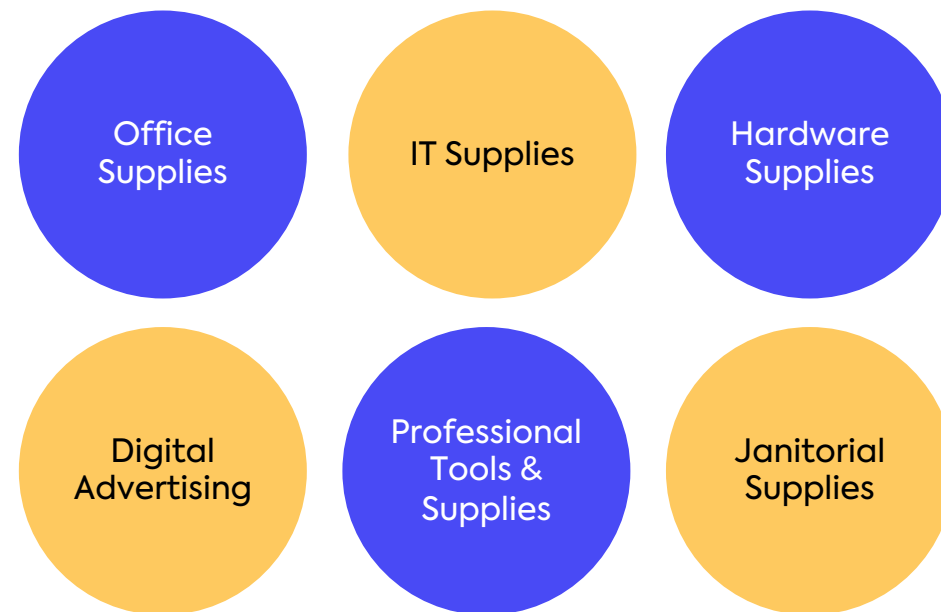 Office
Supplies
IT Supplies
Hardware
Supplies
Digital
Advertising
Professional
Tools &
Supplies
Janitorial
Supplies